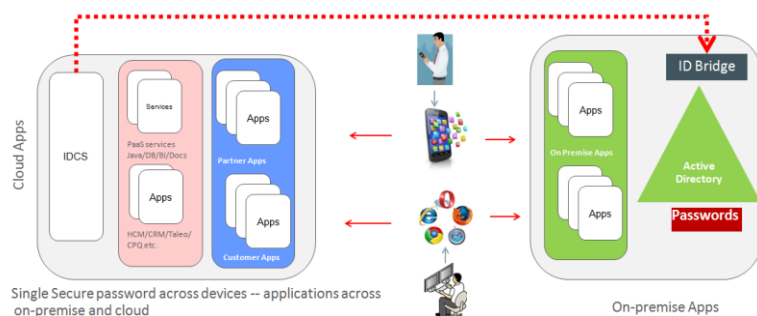 Cloud Apps
IDCS
Services
PaaS services
Java/DB/BI/Docs
Apps
HCM/CRM/Taleo/
CPQ etc.
Apps
Partner Apps
Apps
Customer Apps
Single Secure password across devices -- applications across
on-premise and cloud
Apps
On Premise Apps
Apps
ID Bridge
Active
Directory
Passwords
On-premise Apps